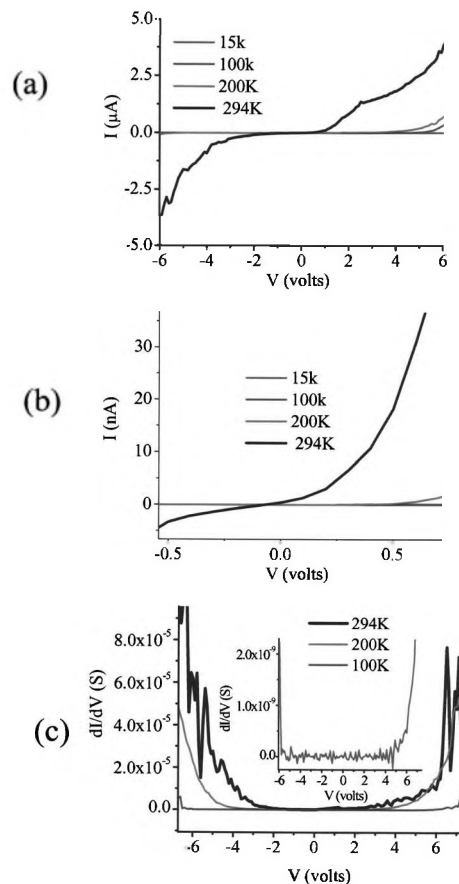 (a)
I (μA)
5.0
2.5
0.0
-2.5
5.0
15k
100k
200K
294K
-6 -4 -2 0 2 4 6
V (volts)
(b)
I (nA)
30
20
10
0
15k
100k
200K
294K
-0.5 0.0 0.5
V (volts)
(c)
dI/dV (S)
8.0x10-5
6.0x10-5
4.0x10-5
2.0x10-5
0.0
294K
200K
100K
dI/dV (S)
2.0x10-9
1.0x10-9
0.0
-6 -4 -2 0 2 4 6
V (volts)
-6 -4 -2 0 2 4 6
V (volts)